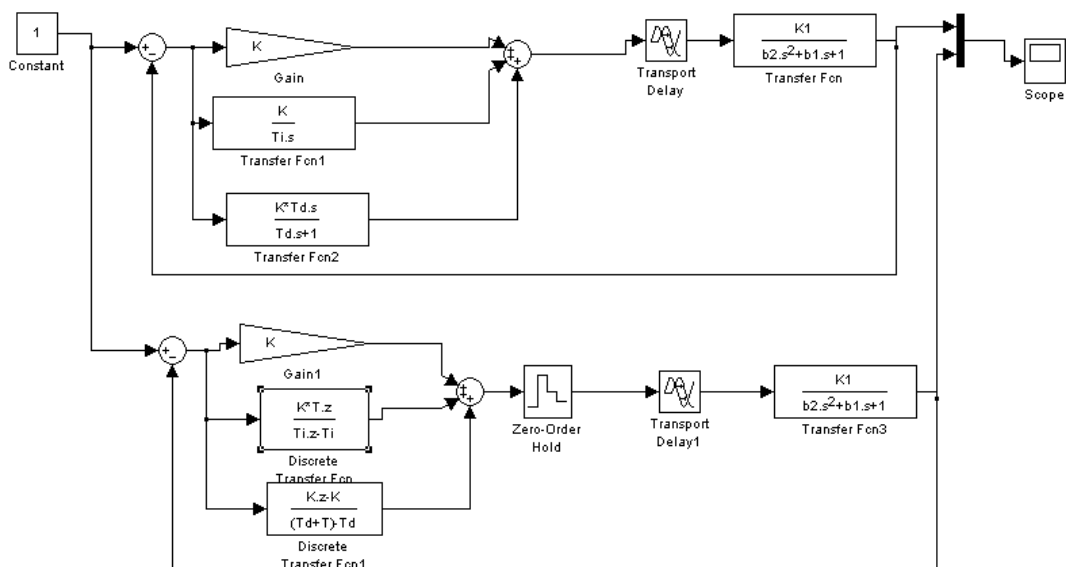 1
Constant
K
Gain
K
Ti.s
Transfer Fcn1
K*Td.s
Td.s+1
Transfer Fcn2
Transport
Delay
K1
b2.s²+b1.s+1
Transfer Fcn
Scope
K
Gain1
K*T.z
Ti.z-Ti
Discrete
Transfer Fcn
K.z-K
(Td+T)-Td
Discrete
Transfer Fcn1
Zero-Order
Hold
Transport
Delay1
K1
b2.s²+b1.s+1
Transfer Fcn3